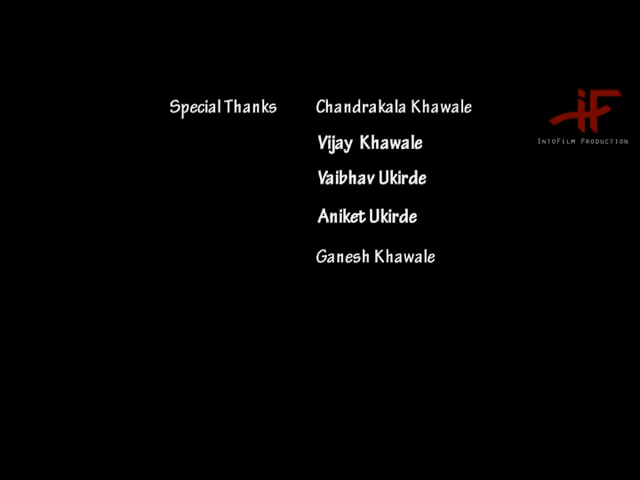 Special Thanks Chandrakala Khawale
Vijay Khawale
Vaibhav Ukirde
Aniket Ukirde
Ganesh Khawale
iF
IntoFilm Production